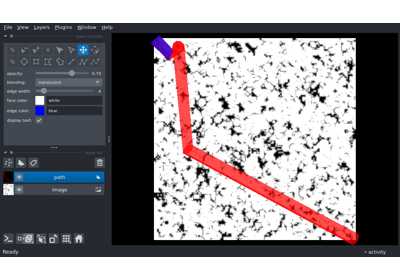 File View Layers Plugins Window Help
opacity: 0.70
blending: translucent
edge width:
face color: white
edge color: blue
display text:
path
Image
Ready
activity